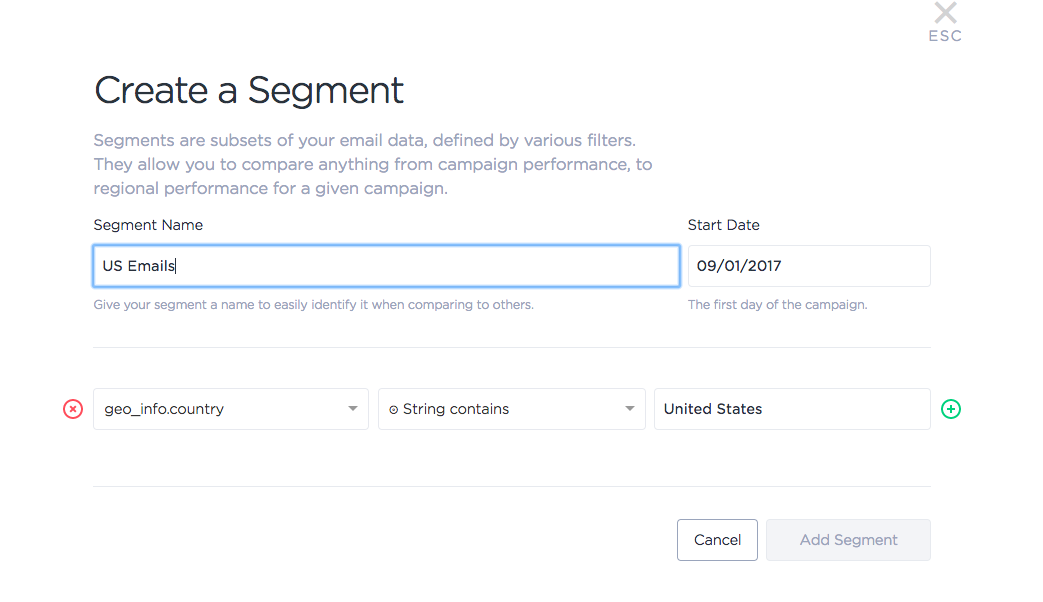 ESC
Create a Segment
Segments are subsets of your email data, defined by various filters.
They allow you to compare anything from campaign performance, to
regional performance for a given campaign.
Segment Name
Start Date
US Emails
09/01/2017
Give your segment a name to easily identify it when comparing to others.
The first day of the campaign.
geo_info.country
String contains
United States
Cancel
Add Segment